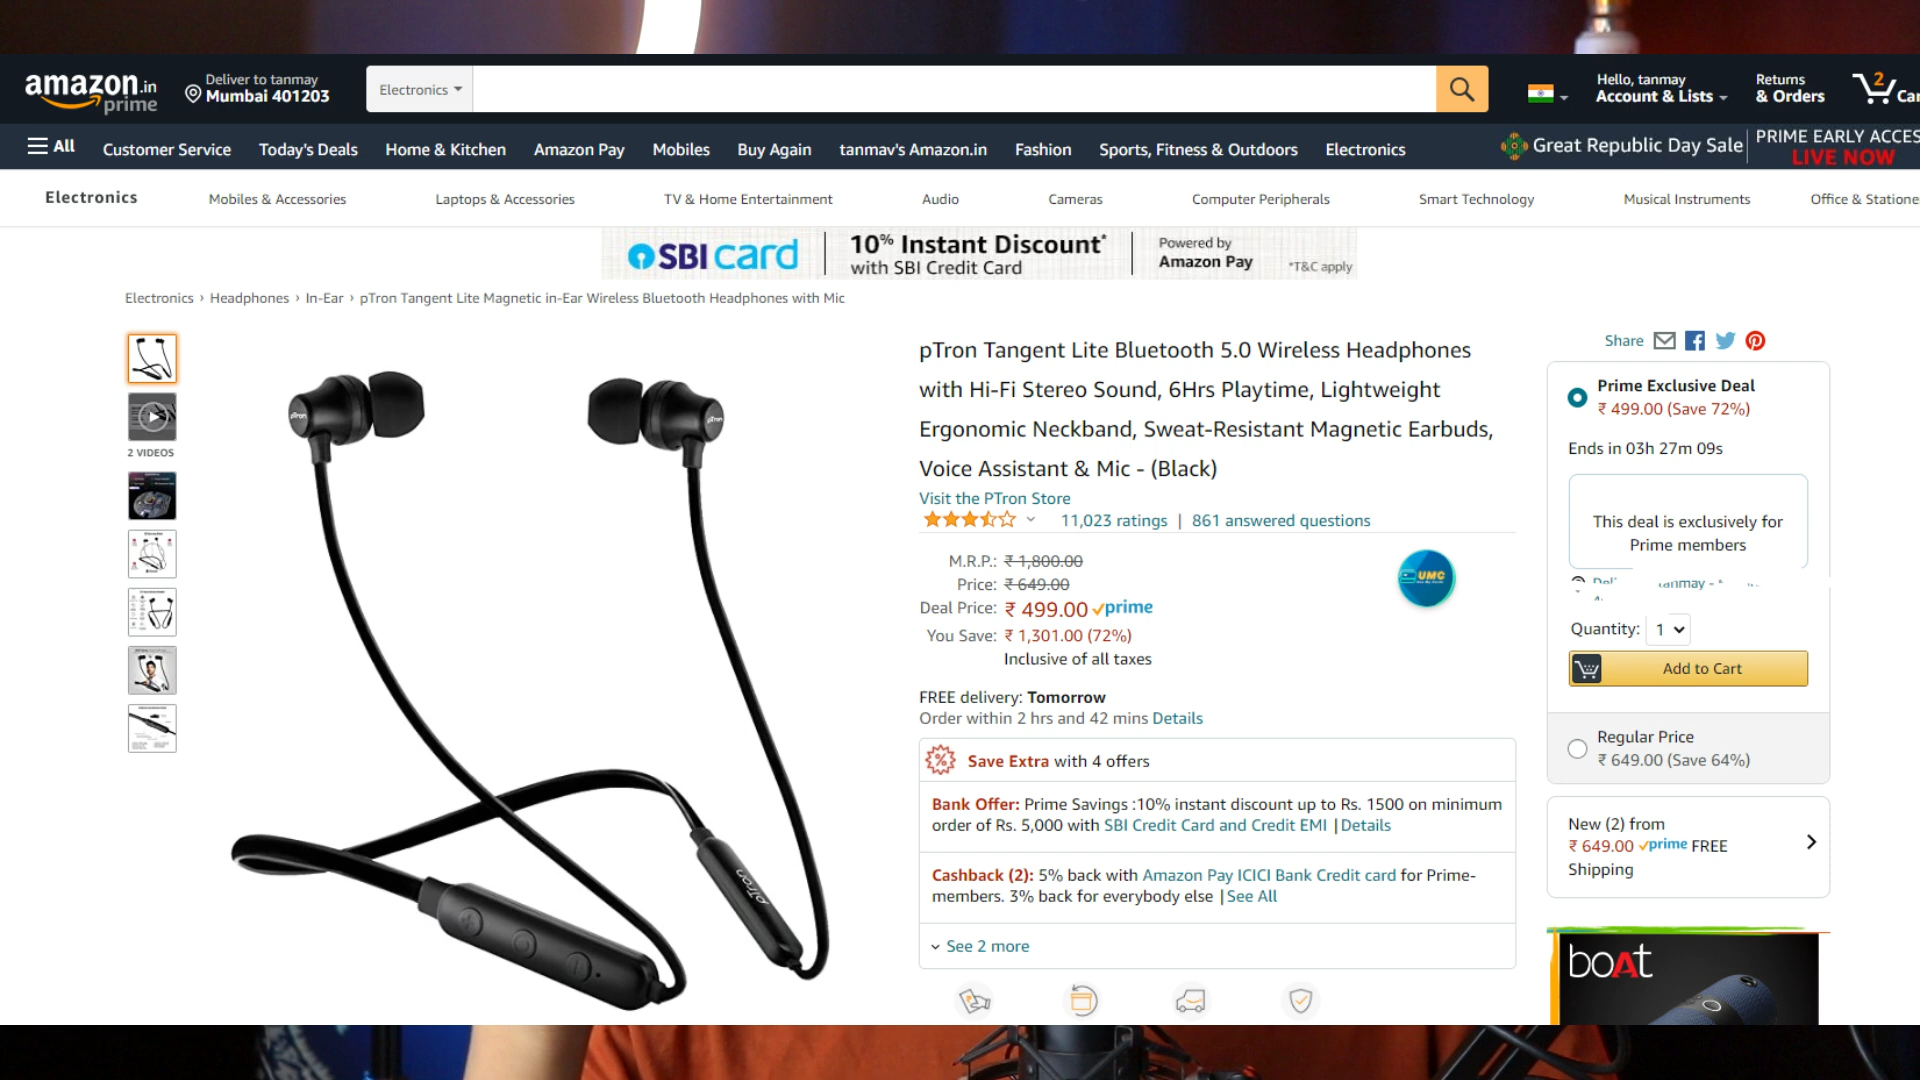 amazon.in
prime
Deliver to tanmay
Mumbai 401203
Electronics
Hello, tanmay
Account & Lists
Returns
& Orders
2
Car
All
Customer Service
Today's Deals
Home & Kitchen
Amazon Pay
Mobiles
Buy Again
tanmav's Amazon.in
Fashion
Sports, Fitness & Outdoors
Electronics
Great Republic Day Sale
PRIME EARLY ACCES
LIVE NOW
Electronics
Mobiles & Accessories
Laptops & Accessories
TV & Home Entertainment
Audio
Cameras
Computer Peripherals
Smart Technology
Musical Instruments
Office & Statione
SBI card
10% Instant Discount*
with SBI Credit Card
Powered by
Amazon Pay
*T&C apply
Electronics › Headphones › In-Ear › pTron Tangent Lite Magnetic in-Ear Wireless Bluetooth Headphones with Mic
2 VIDEOS
pTron
pTron
pTron
pTron Tangent Lite Bluetooth 5.0 Wireless Headphones
with Hi-Fi Stereo Sound, 6Hrs Playtime, Lightweight
Ergonomic Neckband, Sweat-Resistant Magnetic Earbuds,
Voice Assistant & Mic - (Black)
Visit the PTron Store
11,023 ratings | 861 answered questions
M.R.P.: ₹ 1,800.00
Price: ₹ 649.00
Deal Price: ₹ 499.00 prime
You Save: ₹ 1,301.00 (72%)
Inclusive of all taxes
UMC
FREE delivery: Tomorrow
Order within 2 hrs and 42 mins Details
Save Extra with 4 offers
Bank Offer: Prime Savings :10% instant discount up to Rs. 1500 on minimum
order of Rs. 5,000 with SBI Credit Card and Credit EMI | Details
Cashback (2): 5% back with Amazon Pay ICICI Bank Credit card for Prime-
members. 3% back for everybody else | See All
See 2 more
Share
Prime Exclusive Deal
₹ 499.00 (Save 72%)
Ends in 03h 27m 09s
This deal is exclusively for
Prime members
tanmay -
Quantity: 1
Add to Cart
Regular Price
₹ 649.00 (Save 64%)
New (2) from
₹ 649.00 prime FREE
Shipping
boAt